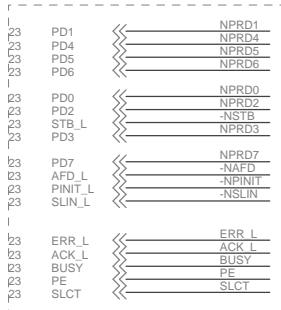 23 PD1 NPRD1
23 PD4 NPRD4
23 PD5 NPRD5
23 PD6 NPRD6
23 PD0 NPRD0
23 PD2 NPRD2
23 STB_L -NSTB
23 PD3 NPRD3
23 PD7 NPRD7
23 AFD_L -NAFD
23 PINIT_L -NPINIT
23 SLIN_L -NSLIN
23 ERR_L ERR_L
23 ACK_L ACK_L
23 BUSY BUSY
23 PE PE
23 SLCT SLCT